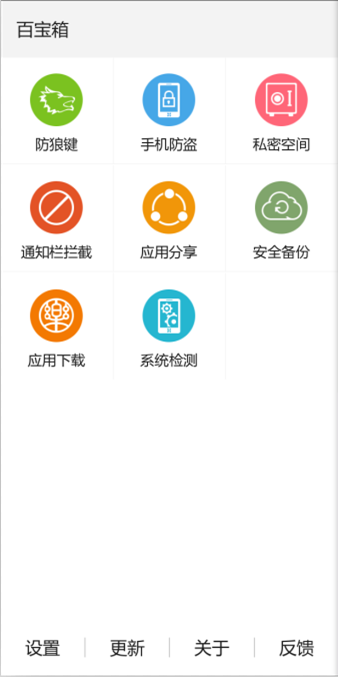 百宝箱
防狼键 手机防盗 私密空间
通知栏拦截 应用分享 安全备份
应用下载 系统检测
设置 更新 关于 反馈